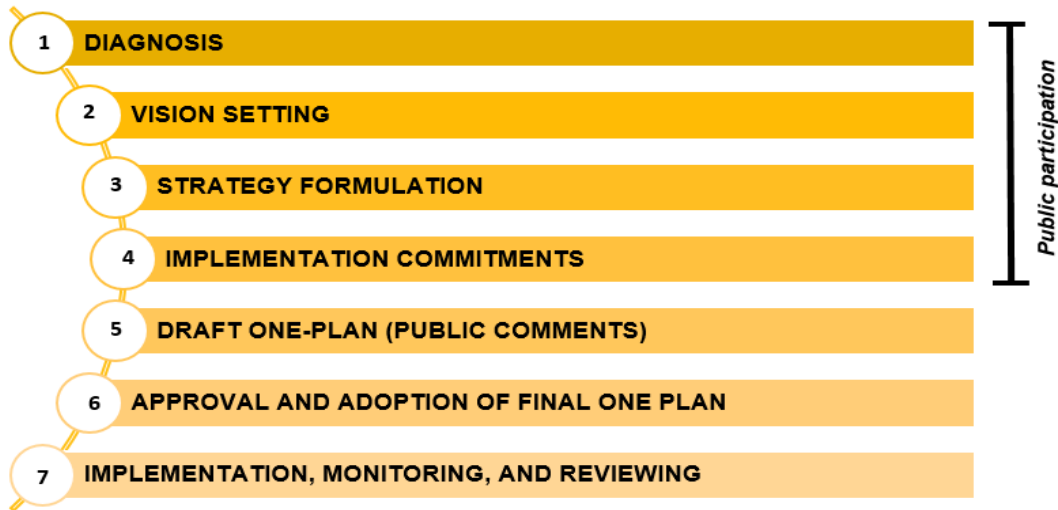 1 DIAGNOSIS
2 VISION SETTING
3 STRATEGY FORMULATION
4 IMPLEMENTATION COMMITMENTS
5 DRAFT ONE-PLAN (PUBLIC COMMENTS)
6 APPROVAL AND ADOPTION OF FINAL ONE PLAN
7 IMPLEMENTATION, MONITORING, AND REVIEWING
Public participation